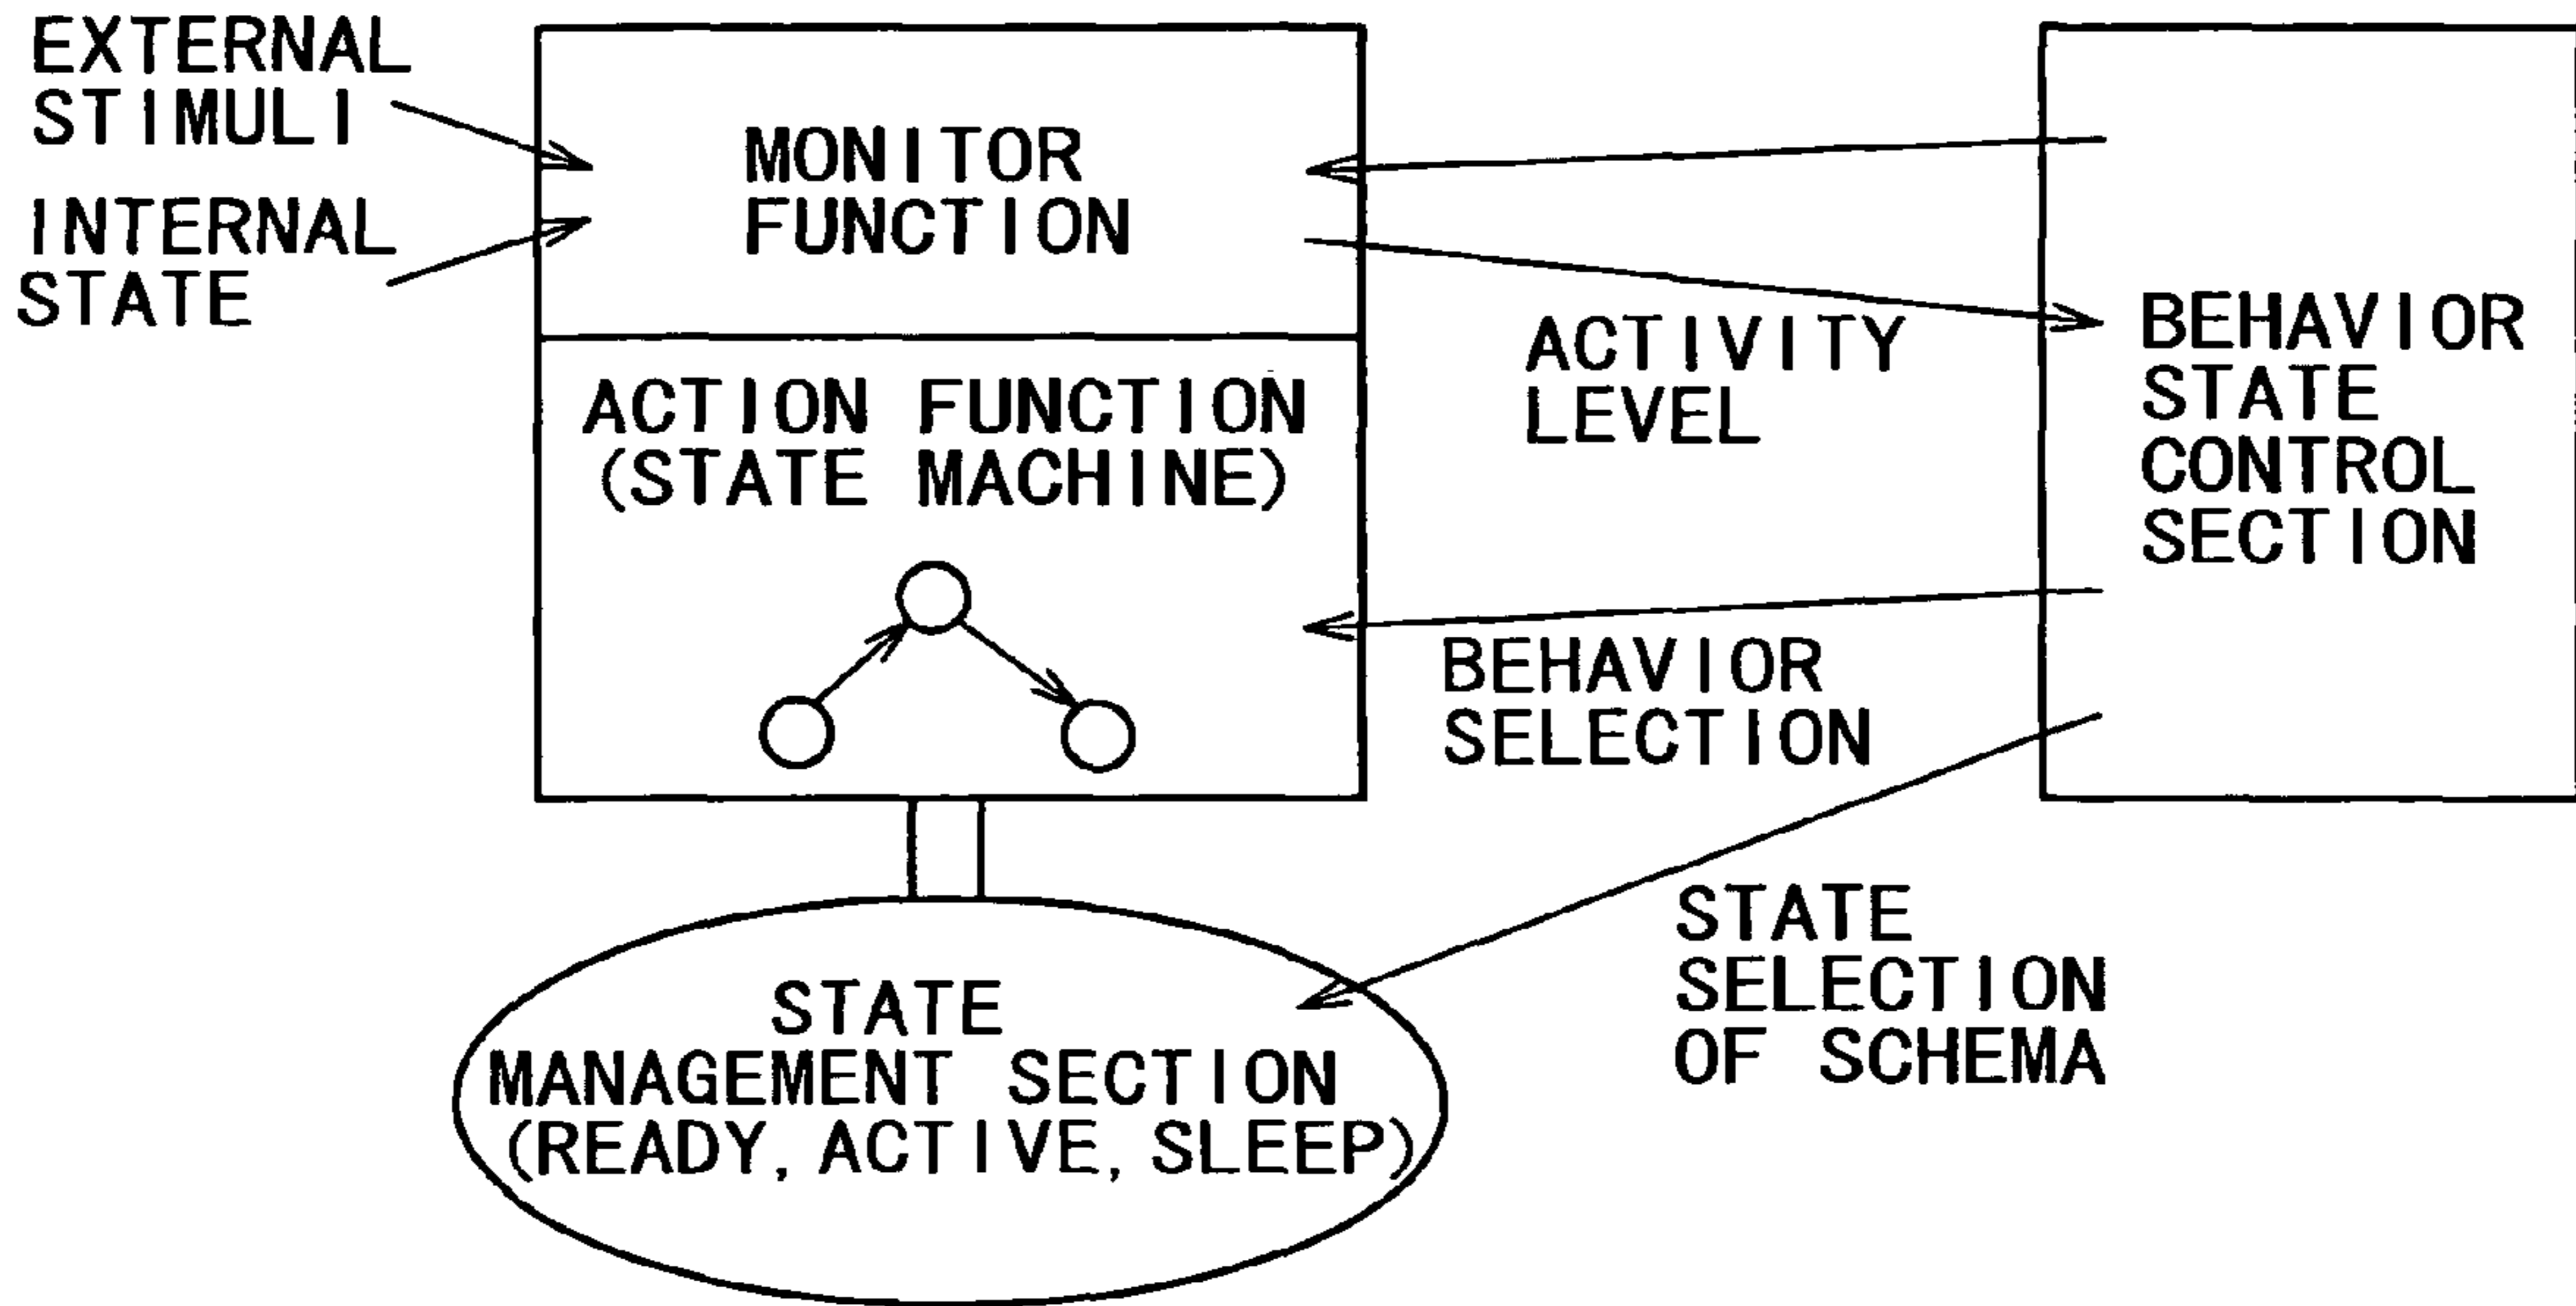 EXTERNAL
STIMULI
INTERNAL
STATE
MONITOR
FUNCTION
ACTION FUNCTION
(STATE MACHINE)
ACTIVITY
LEVEL
BEHAVIOR
SELECTION
BEHAVIOR
STATE
CONTROL
SECTION
STATE
MANAGEMENT SECTION
(READY, ACTIVE, SLEEP)
STATE
SELECTION
OF SCHEMA